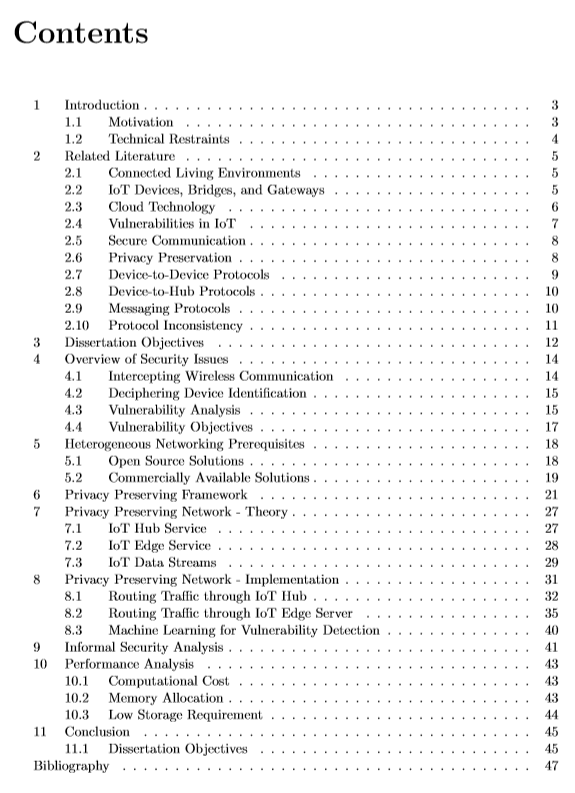 Contents
1 Introduction . . . . . . . . . . . . . . . . . . . . . . . . . . . . . . . . . . . . . 3
1.1 Motivation . . . . . . . . . . . . . . . . . . . . . . . . . . . . . . . . . 3
1.2 Technical Restraints . . . . . . . . . . . . . . . . . . . . . . . . . . . . 4
2 Related Literature . . . . . . . . . . . . . . . . . . . . . . . . . . . . . . . . . 5
2.1 Connected Living Environments . . . . . . . . . . . . . . . . . . . . . 5
2.2 IoT Devices, Bridges, and Gateways . . . . . . . . . . . . . . . . . . . 5
2.3 Cloud Technology . . . . . . . . . . . . . . . . . . . . . . . . . . . . . 6
2.4 Vulnerabilities in IoT . . . . . . . . . . . . . . . . . . . . . . . . . . . 7
2.5 Secure Communication . . . . . . . . . . . . . . . . . . . . . . . . . . . 8
2.6 Privacy Preservation . . . . . . . . . . . . . . . . . . . . . . . . . . . . 8
2.7 Device-to-Device Protocols . . . . . . . . . . . . . . . . . . . . . . . . 9
2.8 Device-to-Hub Protocols . . . . . . . . . . . . . . . . . . . . . . . . . . 10
2.9 Messaging Protocols . . . . . . . . . . . . . . . . . . . . . . . . . . . . 10
2.10 Protocol Inconsistency . . . . . . . . . . . . . . . . . . . . . . . . . . . 11
3 Dissertation Objectives . . . . . . . . . . . . . . . . . . . . . . . . . . . . . . 12
4 Overview of Security Issues . . . . . . . . . . . . . . . . . . . . . . . . . . . . 14
4.1 Intercepting Wireless Communication . . . . . . . . . . . . . . . . . . 14
4.2 Deciphering Device Identification . . . . . . . . . . . . . . . . . . . . . 15
4.3 Vulnerability Analysis . . . . . . . . . . . . . . . . . . . . . . . . . . . 15
4.4 Vulnerability Objectives . . . . . . . . . . . . . . . . . . . . . . . . . . 17
5 Heterogeneous Networking Prerequisites . . . . . . . . . . . . . . . . . . . . . 18
5.1 Open Source Solutions . . . . . . . . . . . . . . . . . . . . . . . . . . . 18
5.2 Commercially Available Solutions . . . . . . . . . . . . . . . . . . . . . 19
6 Privacy Preserving Framework . . . . . . . . . . . . . . . . . . . . . . . . . . 21
7 Privacy Preserving Network - Theory . . . . . . . . . . . . . . . . . . . . . . . 27
7.1 IoT Hub Service . . . . . . . . . . . . . . . . . . . . . . . . . . . . . . 27
7.2 IoT Edge Service . . . . . . . . . . . . . . . . . . . . . . . . . . . . . . 28
7.3 IoT Data Streams . . . . . . . . . . . . . . . . . . . . . . . . . . . . . 29
8 Privacy Preserving Network - Implementation . . . . . . . . . . . . . . . . . . 31
8.1 Routing Traffic through IoT Hub . . . . . . . . . . . . . . . . . . . . . 32
8.2 Routing Traffic through IoT Edge Server . . . . . . . . . . . . . . . . 35
8.3 Machine Learning for Vulnerability Detection . . . . . . . . . . . . . . 40
9 Informal Security Analysis . . . . . . . . . . . . . . . . . . . . . . . . . . . . . 41
10 Performance Analysis . . . . . . . . . . . . . . . . . . . . . . . . . . . . . . . 43
10.1 Computational Cost . . . . . . . . . . . . . . . . . . . . . . . . . . . . 43
10.2 Memory Allocation . . . . . . . . . . . . . . . . . . . . . . . . . . . . . 43
10.3 Low Storage Requirement . . . . . . . . . . . . . . . . . . . . . . . . . 44
11 Conclusion . . . . . . . . . . . . . . . . . . . . . . . . . . . . . . . . . . . . . 45
11.1 Dissertation Objectives . . . . . . . . . . . . . . . . . . . . . . . . . . 45
Bibliography . . . . . . . . . . . . . . . . . . . . . . . . . . . . . . . . . . . . . . . 47